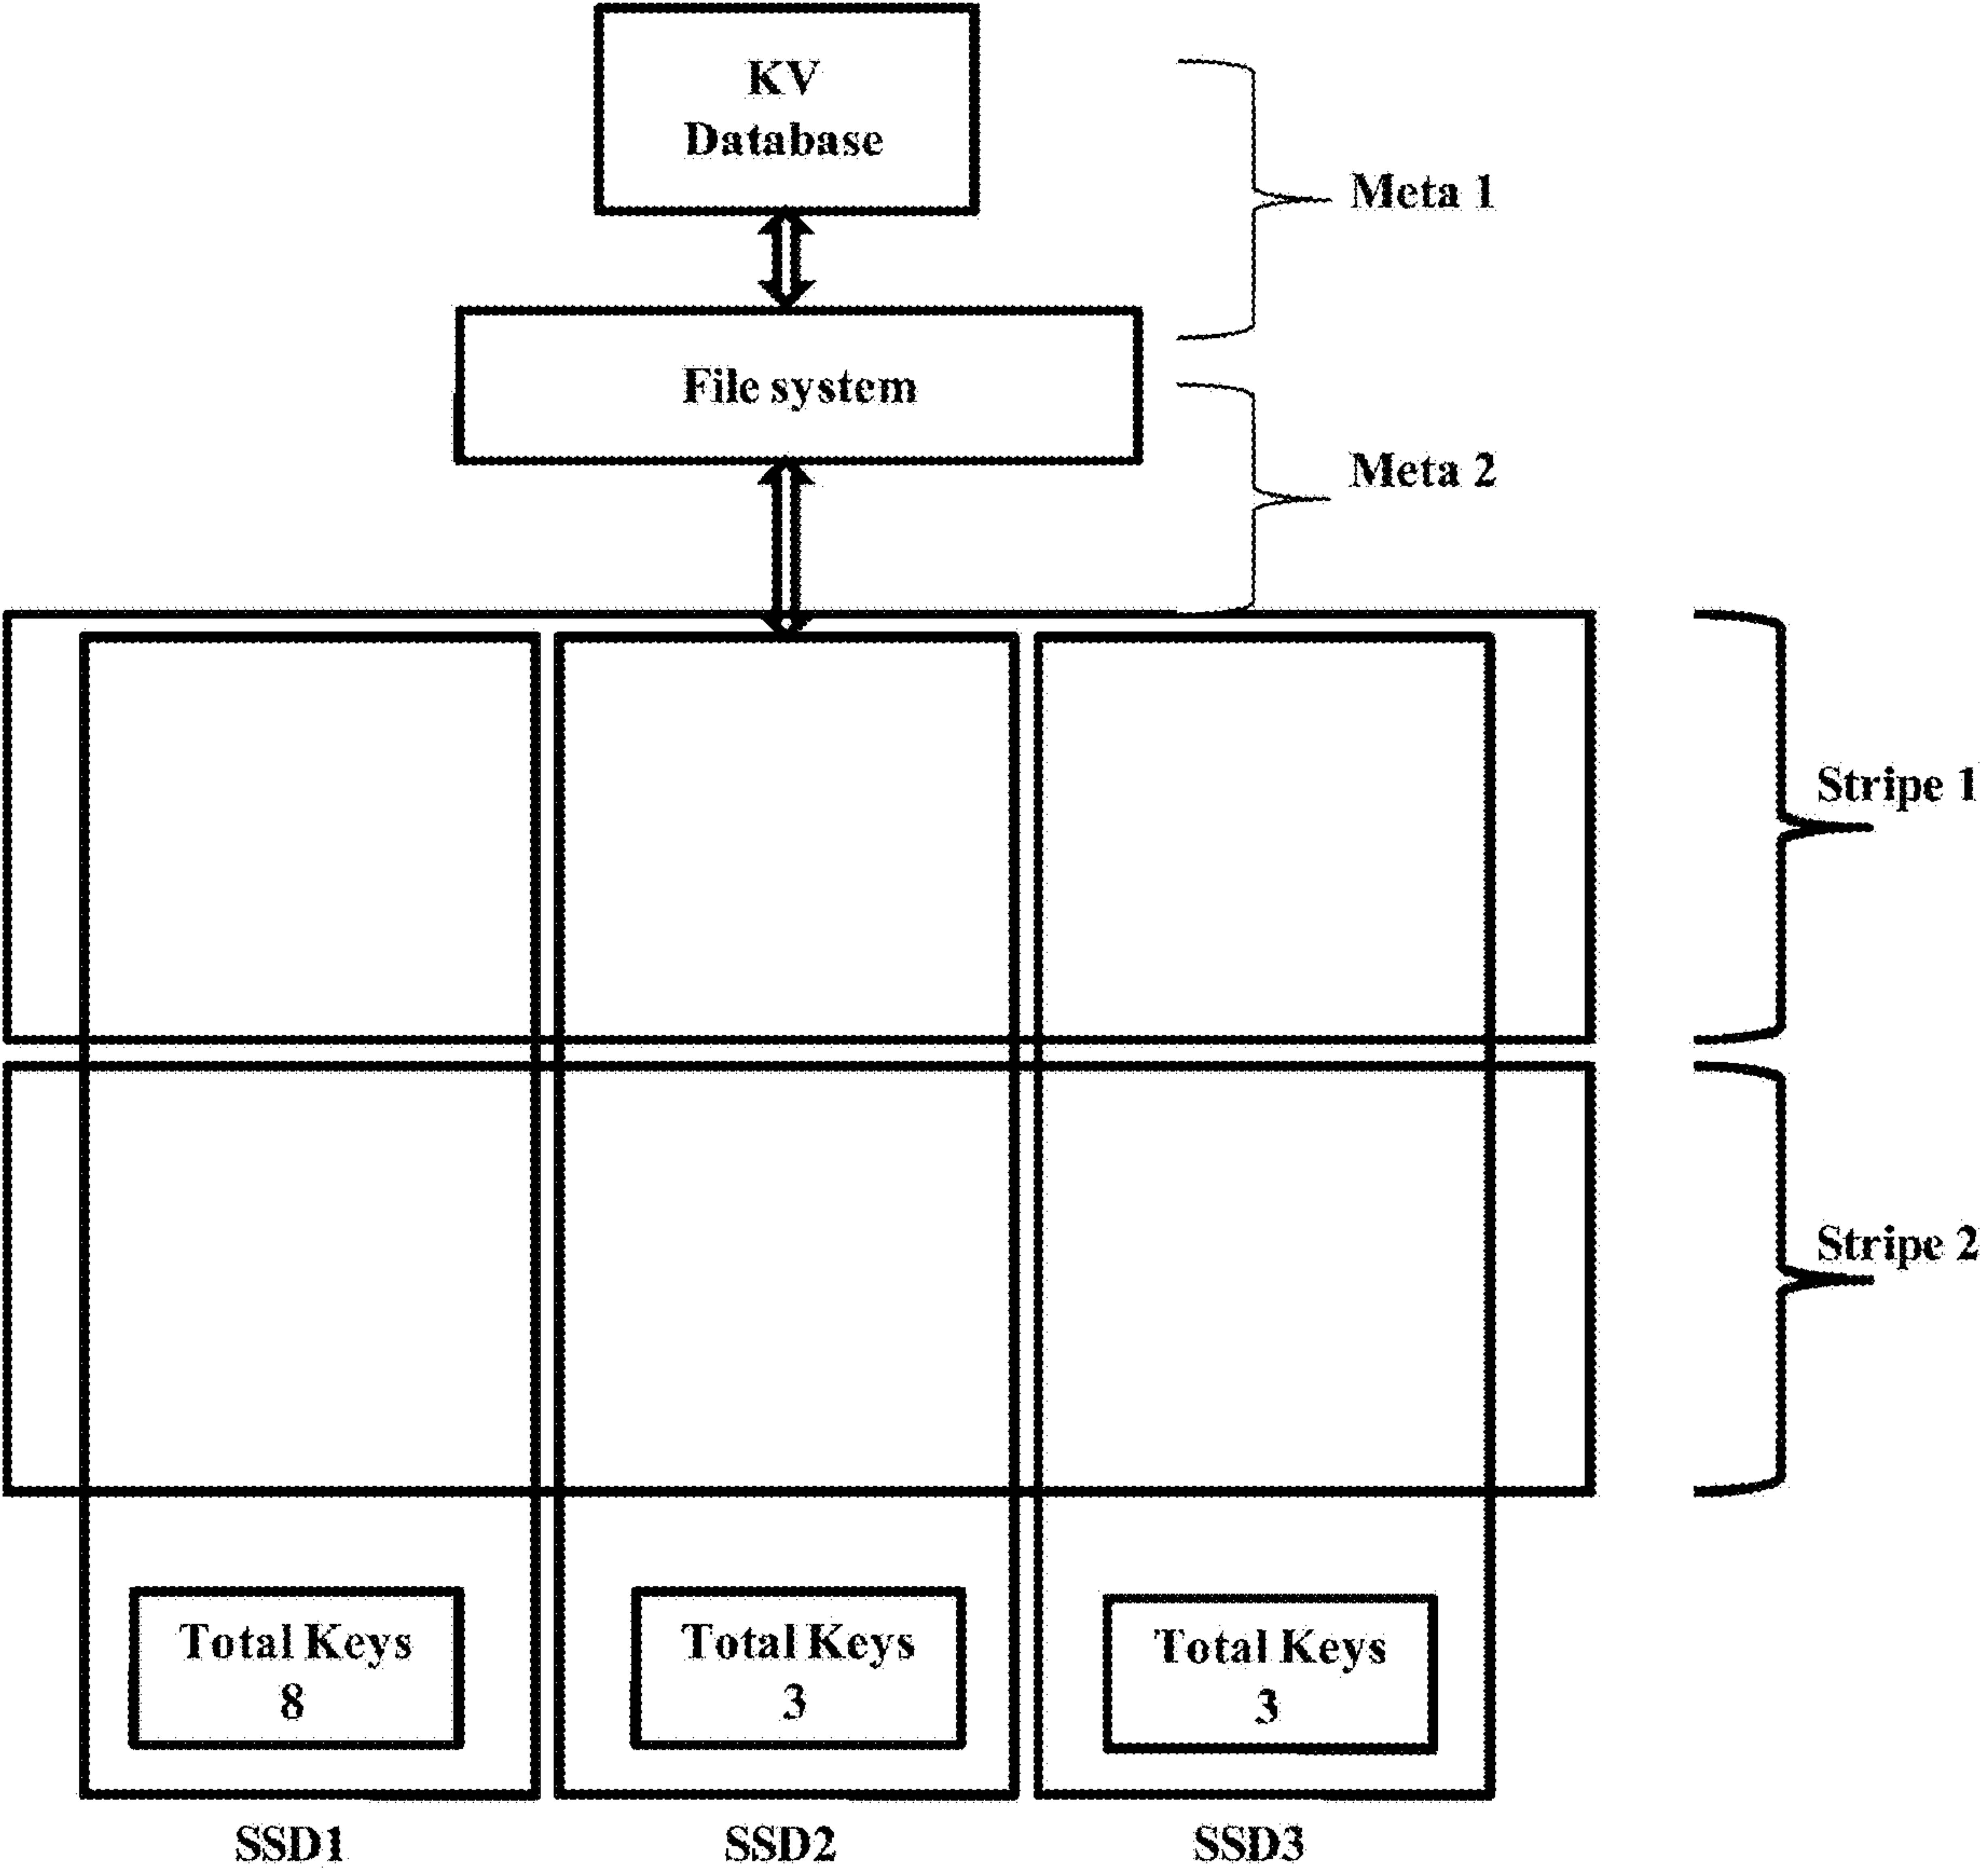 KV
Database
Meta 1
File system
Meta 2
Stripe 1
Stripe 2
Total Keys
8
Total Keys
3
Total Keys
3
SSD1
SSD2
SSD3